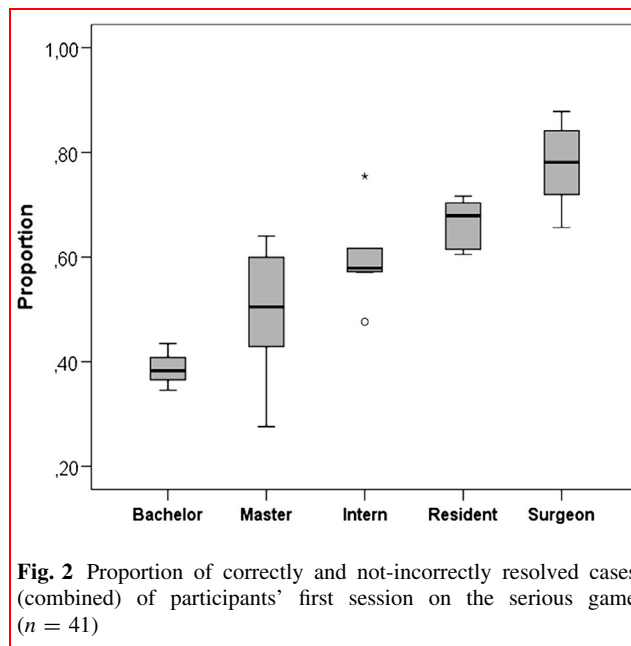 1,00
,80
,60
,40
,20
Proportion
*
Bachelor Master Intern Resident Surgeon
Fig. 2 Proportion of correctly and not-incorrectly resolved cases
(combined) of participants' first session on the serious game
(n = 41)